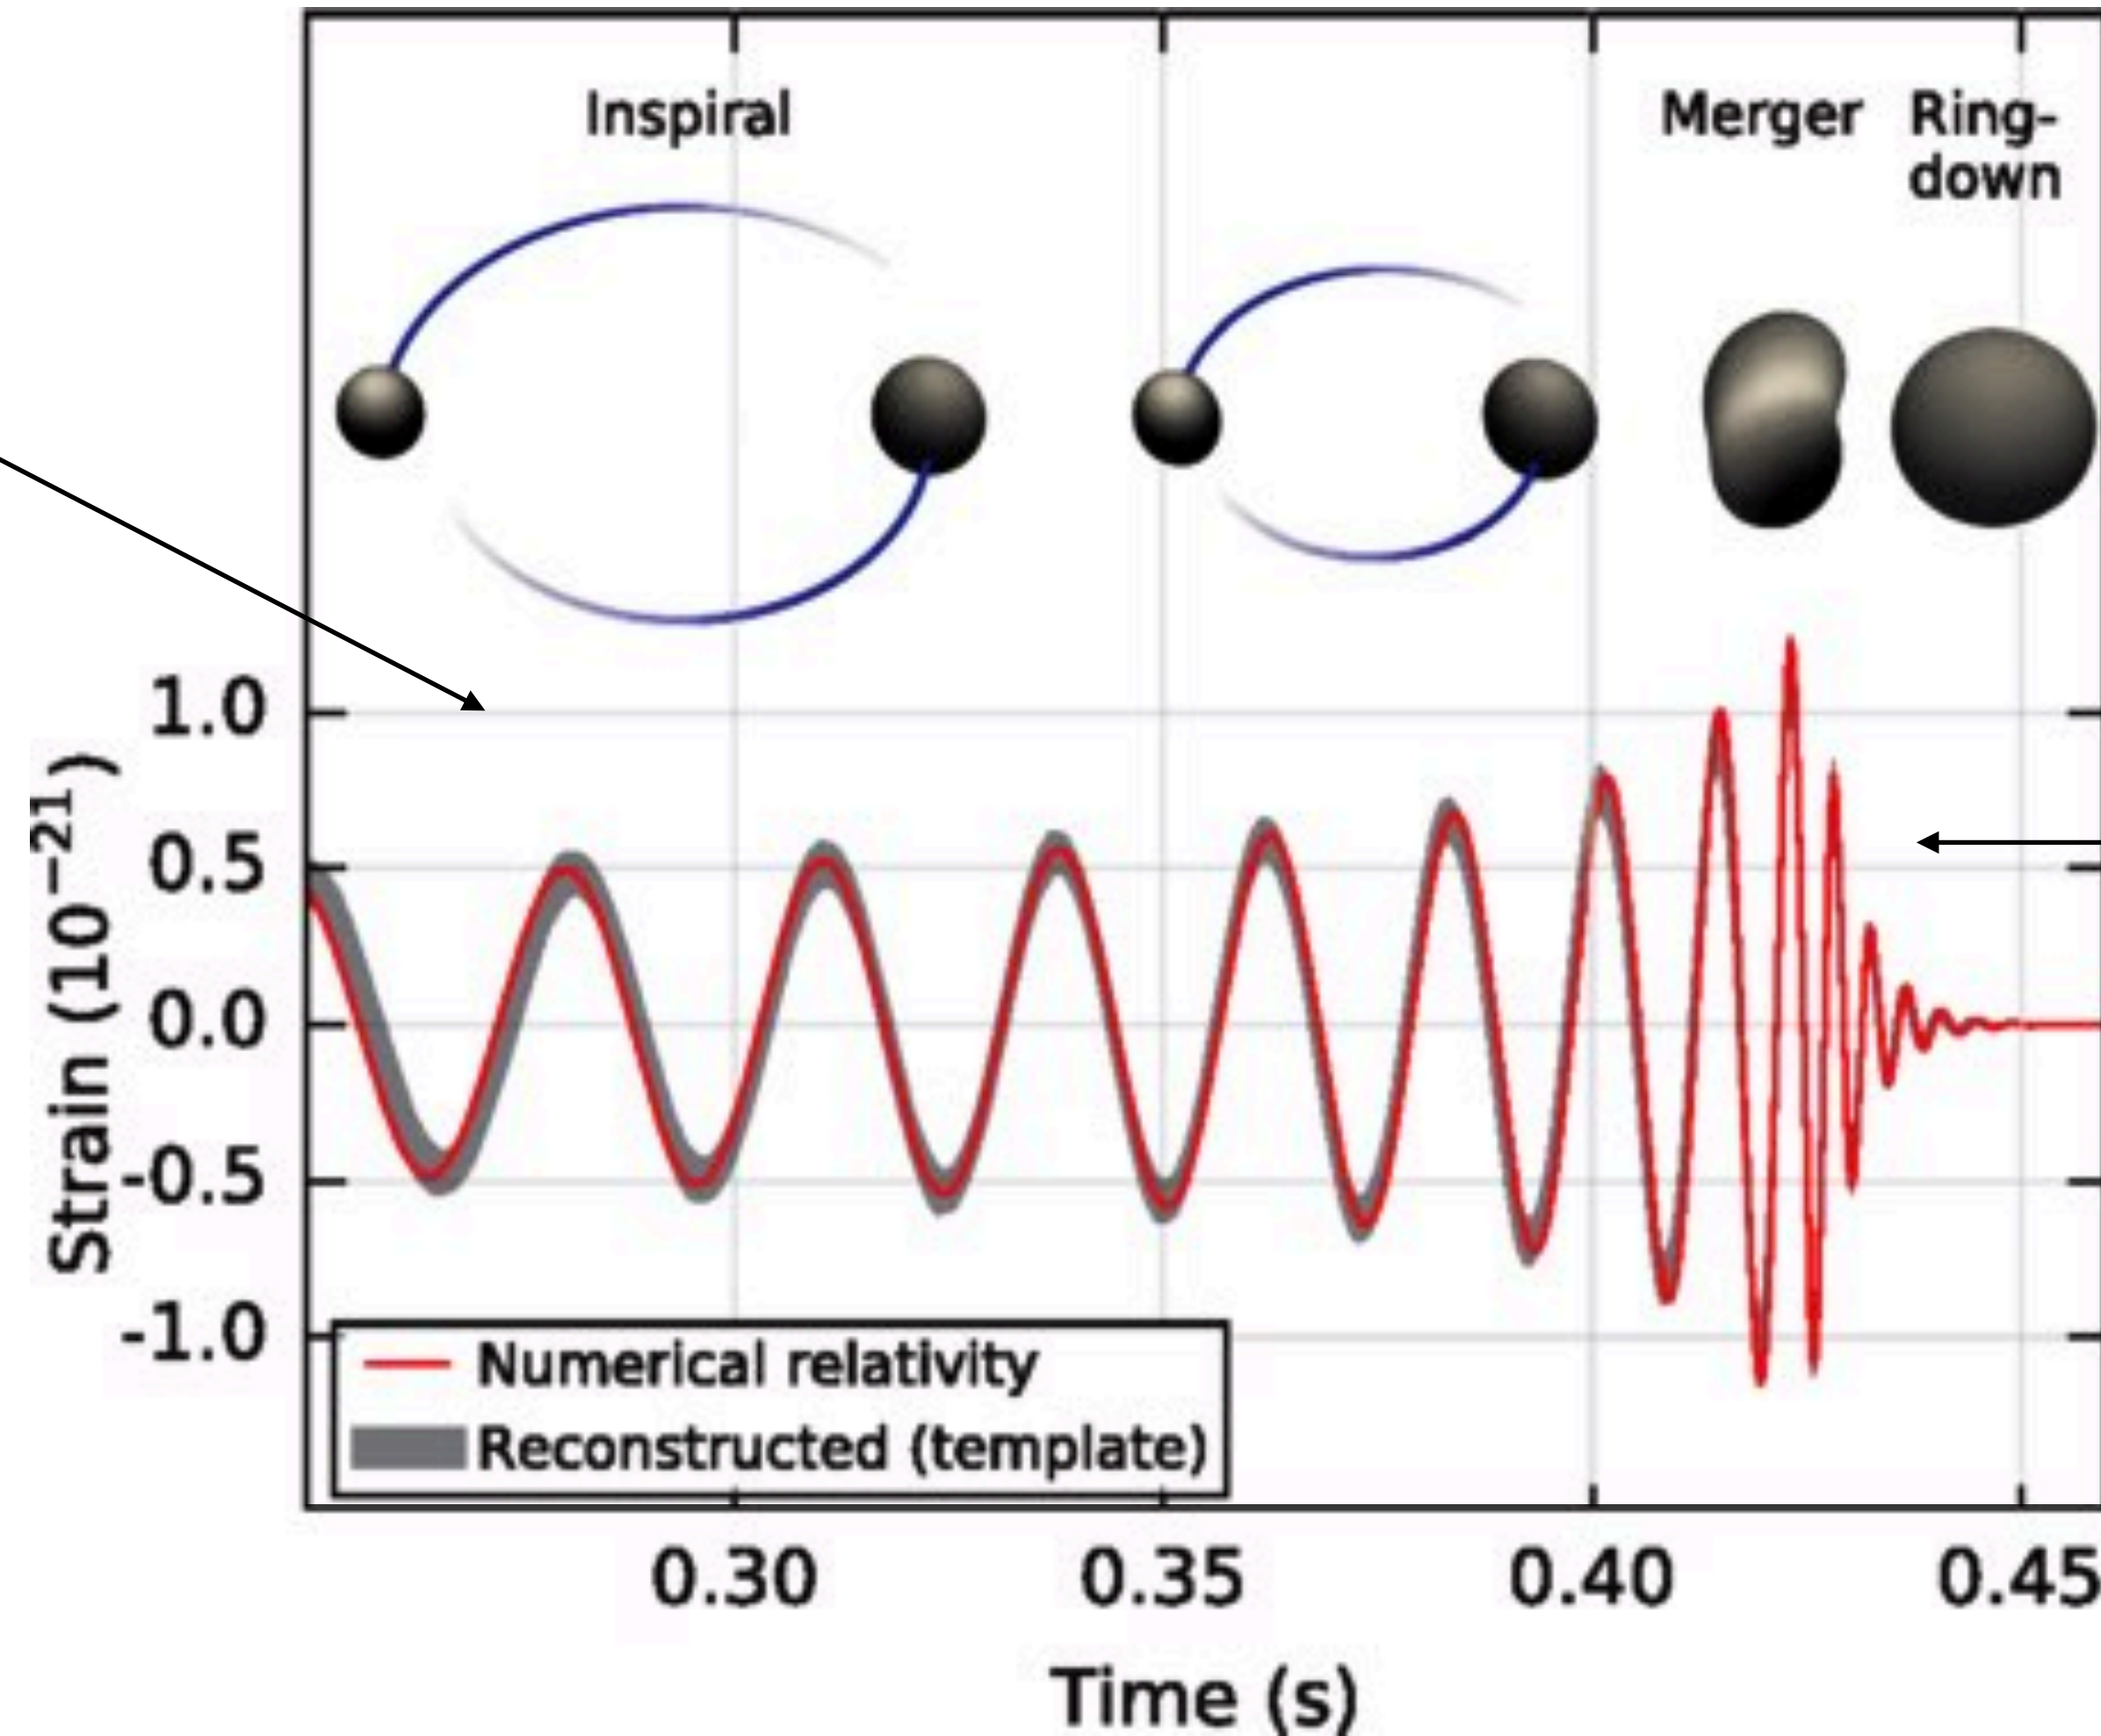 Inspiral
Merger
Ring-
down
1.0
0.5
0.0
-0.5
-1.0
Strain (10⁻²¹)
Numerical relativity
Reconstructed (template)
0.30
0.35
0.40
0.45
Time (s)